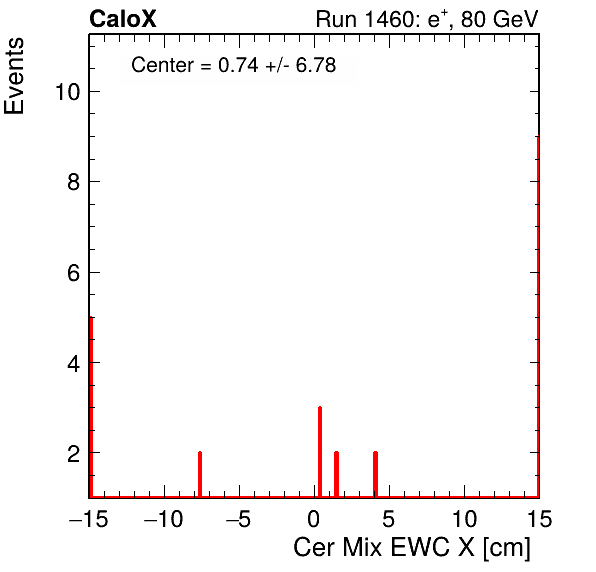 CaloX
Run 1460: e+, 80 GeV
Events
Center = 0.74 +/- 6.78
10
8
6
4
2
−15 −10 −5 0 5 10 15
Cer Mix EWC X [cm]